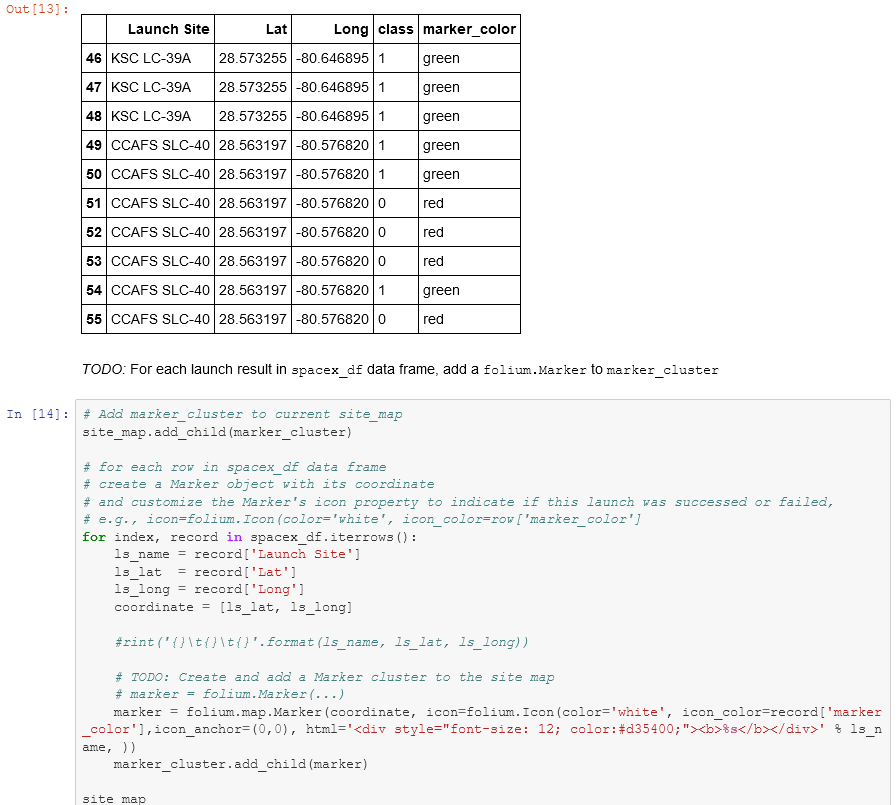 Out[13]:
Launch Site Lat Long class marker_color
46 KSC LC-39A 28.573255 -80.646895 1 green
47 KSC LC-39A 28.573255 -80.646895 1 green
48 KSC LC-39A 28.573255 -80.646895 1 green
49 CCAFS SLC-40 28.563197 -80.576820 1 green
50 CCAFS SLC-40 28.563197 -80.576820 1 green
51 CCAFS SLC-40 28.563197 -80.576820 0 red
52 CCAFS SLC-40 28.563197 -80.576820 0 red
53 CCAFS SLC-40 28.563197 -80.576820 0 red
54 CCAFS SLC-40 28.563197 -80.576820 1 green
55 CCAFS SLC-40 28.563197 -80.576820 0 red
TODO: For each launch result in spacex_df data frame, add a folium.Marker to marker_cluster
In [14]: # Add marker_cluster to current site_map
site_map.add_child(marker_cluster)
# for each row in spacex_df data frame
# create a Marker object with its coordinate
# and customize the Marker's icon property to indicate if this launch was successed or failed,
# e.g., icon=folium.Icon(color='white', icon_color=row['marker_color']
for index, record in spacex_df.iterrows():
    ls_name = record['Launch Site']
    ls_lat  = record['Lat']
    ls_long = record['Long']
    coordinate = [ls_lat, ls_long]
    #rint('{}\t{}\t{}'.format(ls_name, ls_lat, ls_long))
    # TODO: Create and add a Marker cluster to the site map
    # marker = folium.Marker(...)
    marker = folium.map.Marker(coordinate, icon=folium.Icon(color='white', icon_color=record['marker
_color'],icon_anchor=(0,0), html='<div style="font-size: 12; color:#d35400;"><b>%s</b></div>' % ls_n
ame, ))
    marker_cluster.add_child(marker)
site_map